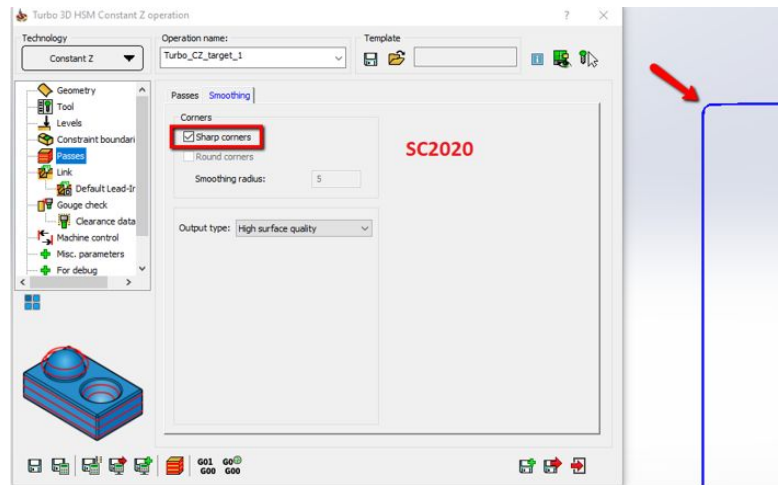 Turbo 3D HSM Constant Z operation
?
Technology
Operation name:
Template
Constant Z
Turbo_CZ_target_1
Geometry
Tool
Levels
Constraint boundari
Passes
Link
Default Lead-Ir
Gouge check
Clearance data
Machine control
Misc. parameters
For debug
Passes
Smoothing
Corners
Sharp corners
Round corners
Smoothing radius:
5
SC2020
Output type:
High surface quality
G01
G00
G0
G00